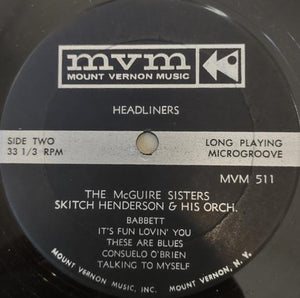 mvm
MOUNT VERNON MUSIC
HEADLINERS
SIDE TWO
33 1/3 RPM
LONG PLAYING
MICROGROOVE
MVM 511
THE McGUIRE SISTERS
SKITCH HENDERSON & HIS ORCH.
BABBETT
IT'S FUN LOVIN' YOU
THESE ARE BLUES
CONSUELO O'BRIEN
TALKING TO MYSELF
MOUNT VERNON MUSIC, INC. MOUNT VERNON, N.Y.